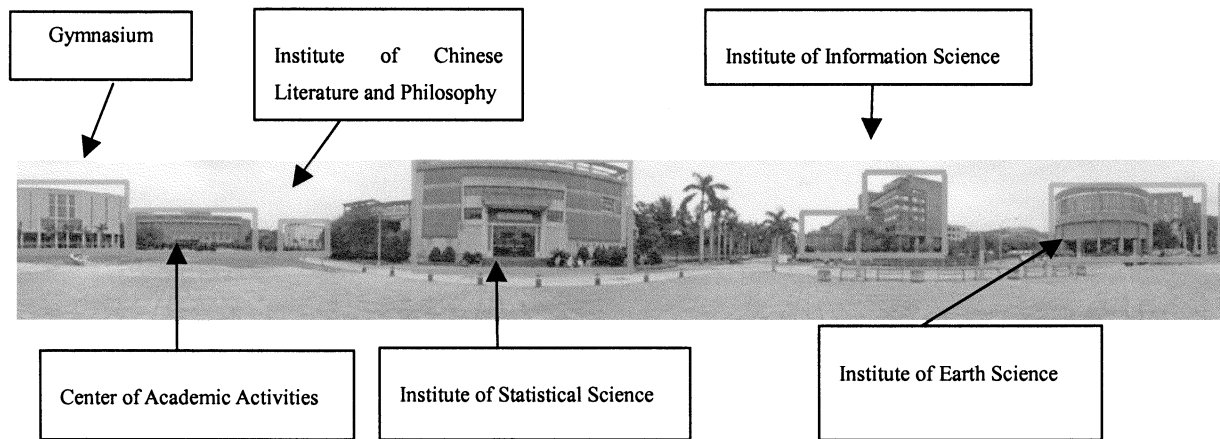 Gymnasium
Institute of Chinese
Literature and Philosophy
Institute of Information Science
Center of Academic Activities
Institute of Statistical Science
Institute of Earth Science